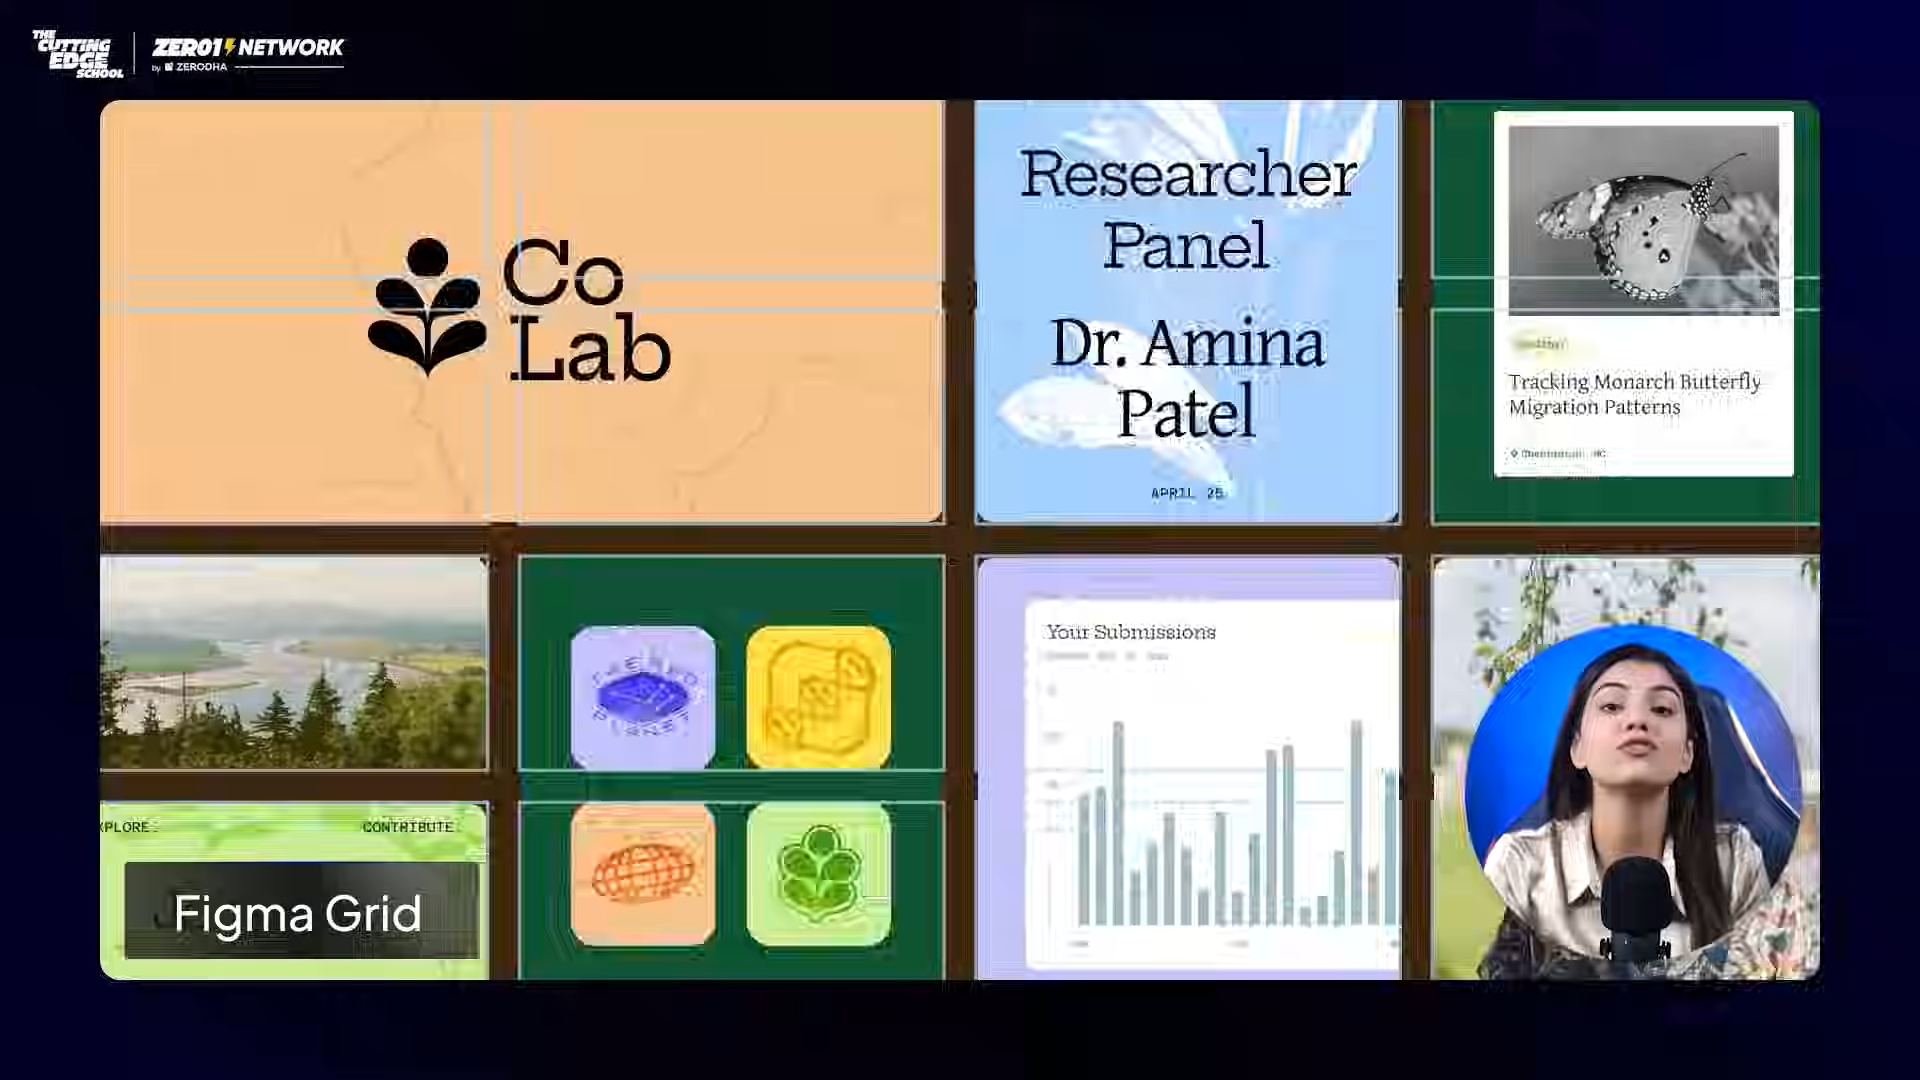 THE
CUTTING
EDGE
SCHOOL
ZERO1 NETWORK
by ZERODHA
Co
Lab
Researcher
Panel
Dr. Amina
Patel
APRIL 25
Tracking Monarch Butterfly
Migration Patterns
XPLORE.
CONTRIBUTE.
Figma Grid
Your Submissions